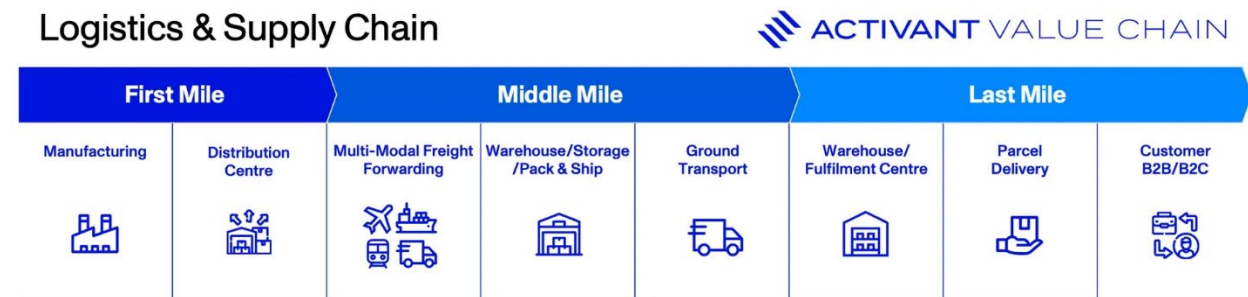 Logistics & Supply Chain
ACTIVANT VALUE CHAIN
First Mile
Middle Mile
Last Mile
Manufacturing
Distribution
Centre
Multi-Modal Freight
Forwarding
Warehouse/Storage
/Pack & Ship
Ground
Transport
Warehouse/
Fulfilment Centre
Parcel
Delivery
Customer
B2B/B2C